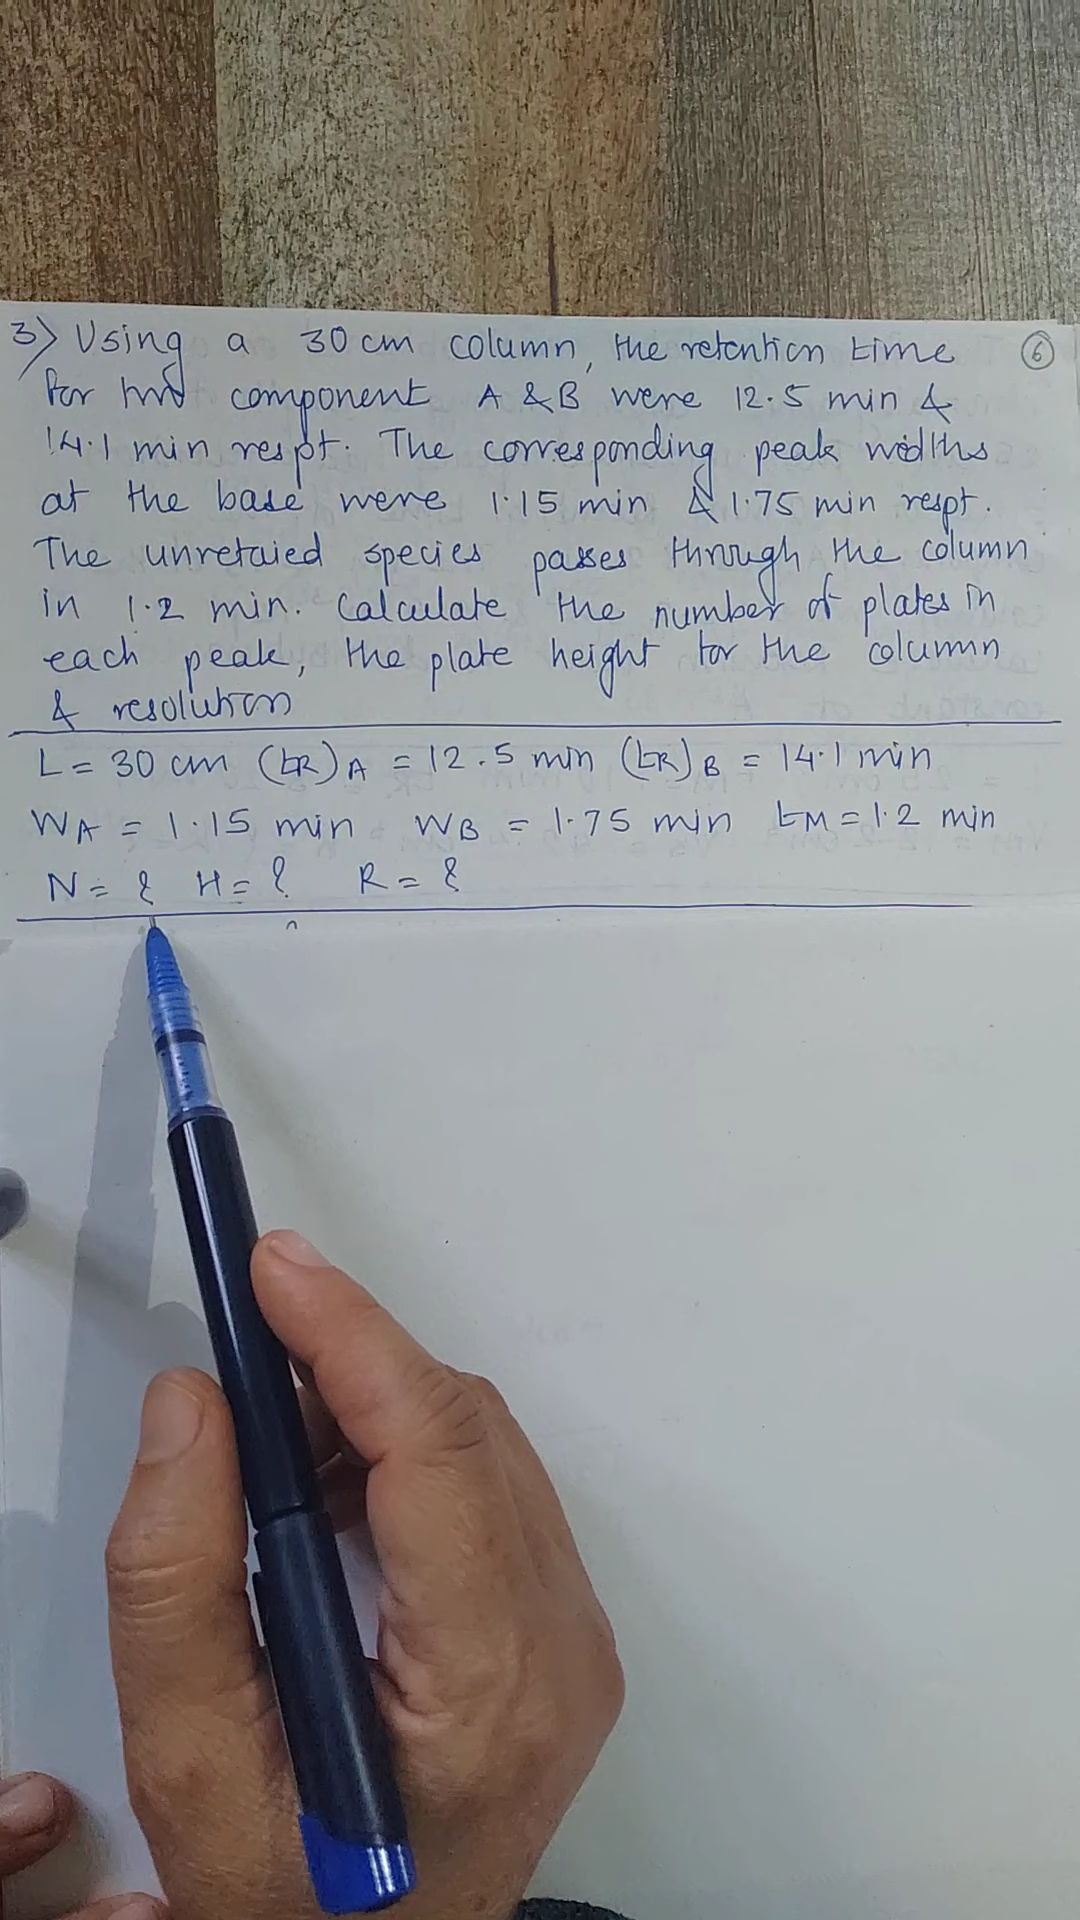 3) Using a 30 cm column, the retention time 6
for two component A & B were 12.5 min &
14.1 min respt. The corresponding peak widths
at the base were 1.15 min & 1.75 min respt.
The unretaied species passes through the column
in 1.2 min. Calculate the number of plates in
each peak, the plate height for the column
& resolution
L = 30 cm (tR)A = 12.5 min (tR)B = 14.1 min
WA = 1.15 min WB = 1.75 min tM = 1.2 min
N = ? H = ? R = ?